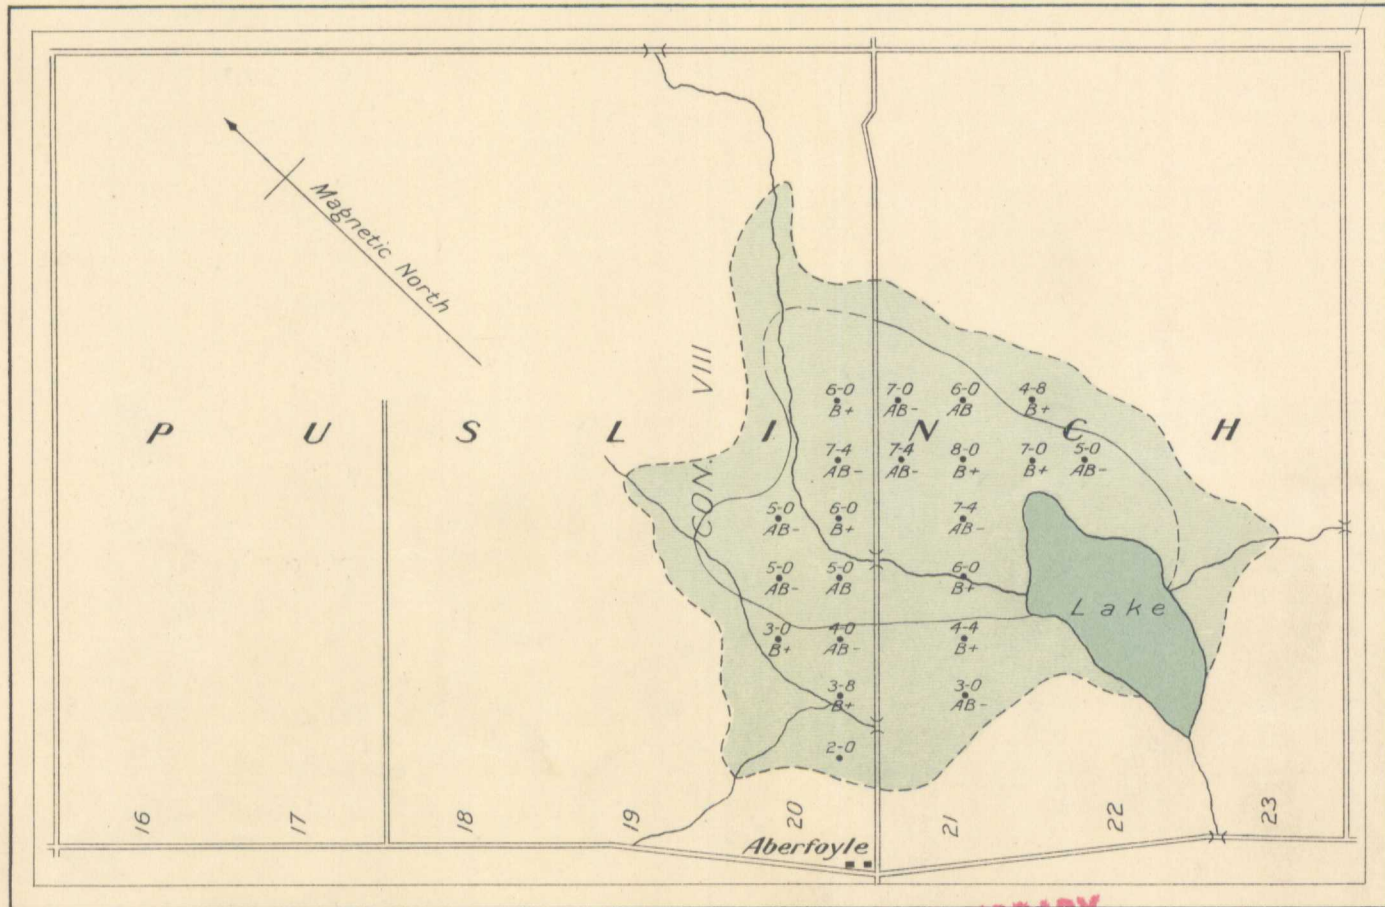 Magnetic North
CON. VIII
6-0 7-0 6-0 4-8
B+ AB- AB B+
P U S L I N C H
7-4 7-4 8-0 7-0 5-0
AB- AB- B+ B+ AB-
5-0 6-0 7-4
AB- B+ AB-
5-0 5-0 6-0
AB- AB B+
Lake
3-0 4-0 4-4
B+ AB- B+
3-8 3-0
B+ AB-
2-0
16 17 18 19 20 21 22 23
Aberfoyle